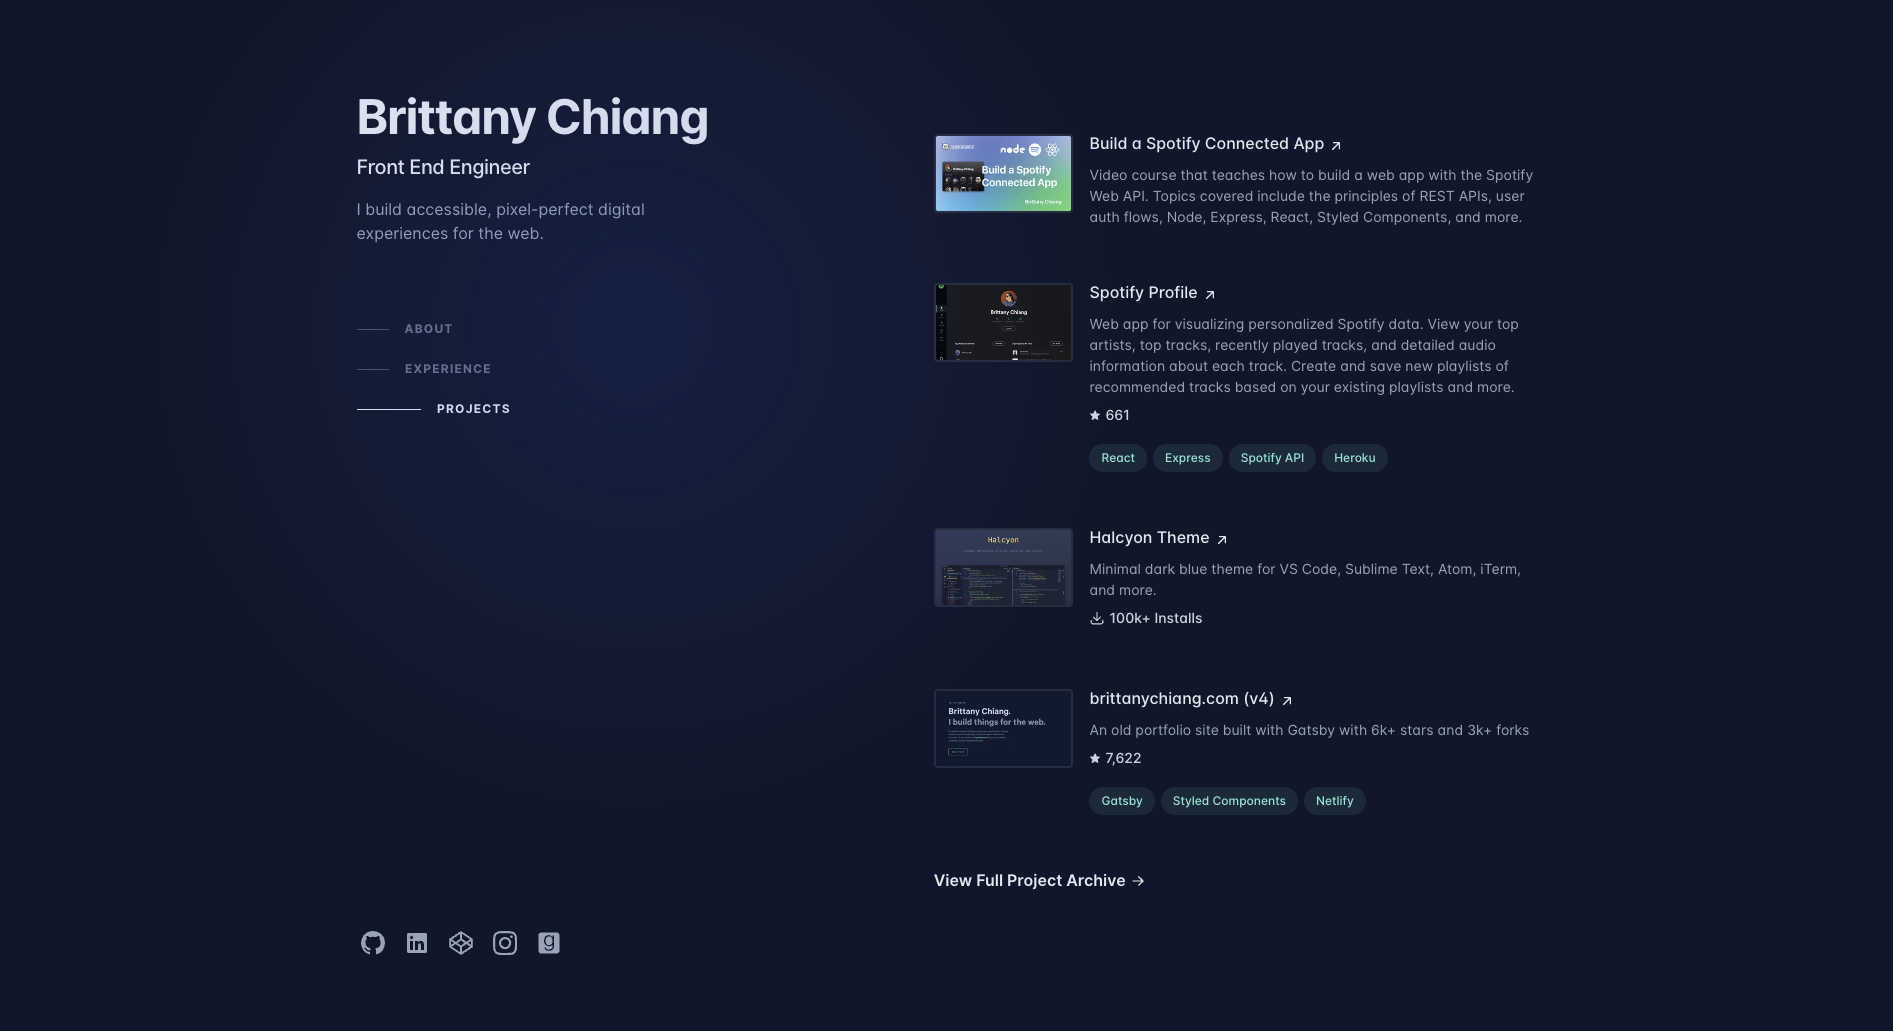 Brittany Chiang
Front End Engineer
I build accessible, pixel-perfect digital
experiences for the web.
ABOUT
EXPERIENCE
PROJECTS
node
Build a Spotify
Connected App
Brittany Chiang
Build a Spotify Connected App
Video course that teaches how to build a web app with the Spotify
Web API. Topics covered include the principles of REST APIs, user
auth flows, Node, Express, React, Styled Components, and more.
Brittany Chiang
Spotify Profile
Web app for visualizing personalized Spotify data. View your top
artists, top tracks, recently played tracks, and detailed audio
information about each track. Create and save new playlists of
recommended tracks based on your existing playlists and more.
661
React
Express
Spotify API
Heroku
Halcyon
Halcyon Theme
Minimal dark blue theme for VS Code, Sublime Text, Atom, iTerm,
and more.
100k+ Installs
Brittany Chiang.
I build things for the web.
brittanychiang.com (v4)
An old portfolio site built with Gatsby with 6k+ stars and 3k+ forks
7,622
Gatsby
Styled Components
Netlify
View Full Project Archive